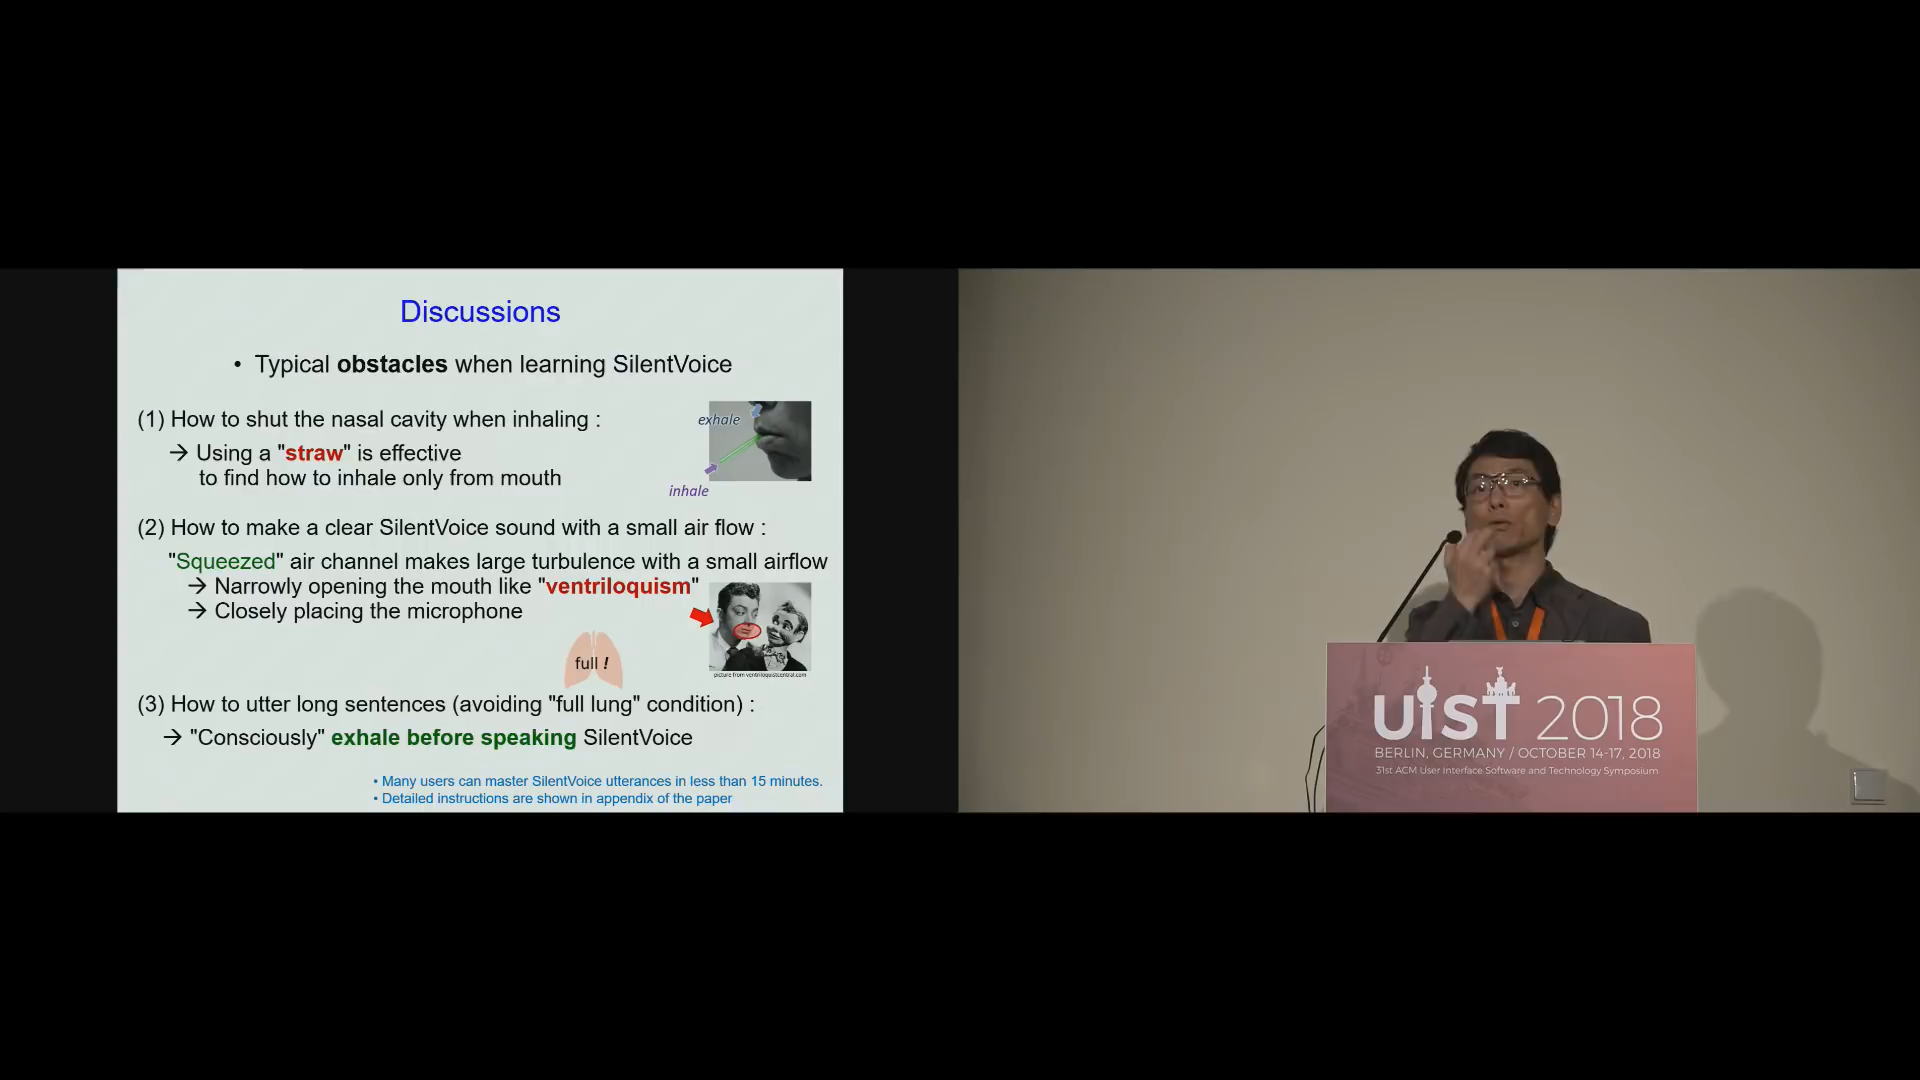 Discussions
• Typical obstacles when learning SilentVoice
(1) How to shut the nasal cavity when inhaling :
→ Using a "straw" is effective
to find how to inhale only from mouth
exhale
inhale
(2) How to make a clear SilentVoice sound with a small air flow :
"Squeezed" air channel makes large turbulence with a small airflow
→ Narrowly opening the mouth like "ventriloquism"
→ Closely placing the microphone
picture from ventriloquistcentral.com
full !
(3) How to utter long sentences (avoiding "full lung" condition) :
→ "Consciously" exhale before speaking SilentVoice
• Many users can master SilentVoice utterances in less than 15 minutes.
• Detailed instructions are shown in appendix of the paper
UIST 2018
BERLIN, GERMANY / OCTOBER 14-17, 2018
31st ACM User Interface Software and Technology Symposium